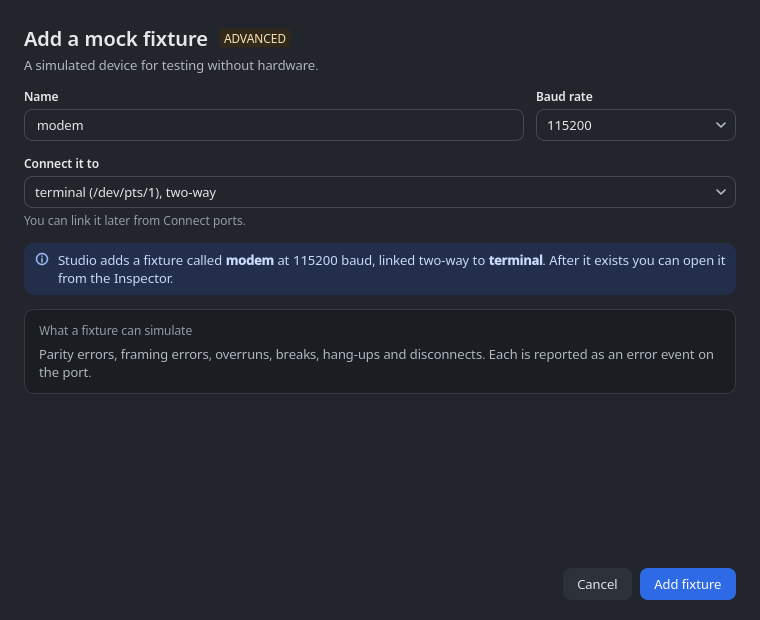 Add a mock fixture ADVANCED
A simulated device for testing without hardware.
Name Baud rate
modem 115200
Connect it to
terminal (/dev/pts/1), two-way
You can link it later from Connect ports.
Studio adds a fixture called modem at 115200 baud, linked two-way to terminal. After it exists you can open it
from the Inspector.
What a fixture can simulate
Parity errors, framing errors, overruns, breaks, hang-ups and disconnects. Each is reported as an error event on
the port.
Cancel Add fixture